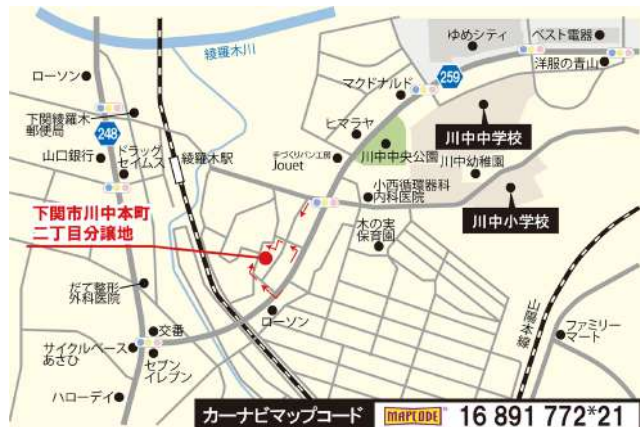 ゆめシティ
ベスト電器
綾羅木川
洋服の青山
ローソン
259
マクドナルド
下関綾羅木
郵便局
川中中学校
248
ヒマラヤ
山口銀行
ドラッグ
セイムス
綾羅木駅
手づくりパン工房
Jouet
川中中央公園
川中幼稚園
小西循環器科
内科医院
川中小学校
下関市川中本町
二丁目分譲地
木の実
保育園
だて整形
外科医院
ローソン
山陽本線
交番
ファミリー
マート
サイクルベース
あさひ
セブン
イレブン
ハローデイ
カーナビマップコード
MAPCODE
16 891 772*21